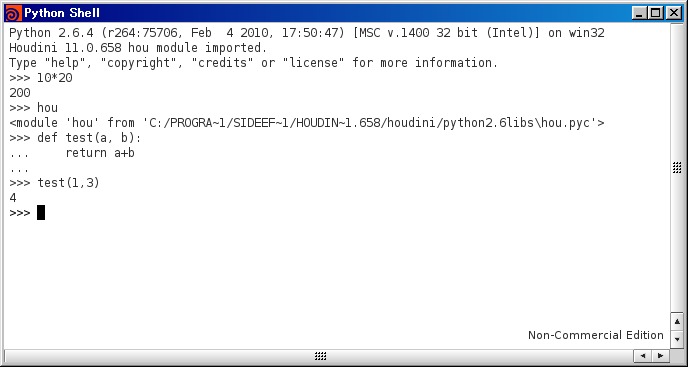 Python Shell
Python 2.6.4 (r264:75706, Feb  4 2010, 17:50:47) [MSC v.1400 32 bit (Intel)] on win32
Houdini 11.0.658 hou module imported.
Type "help", "copyright", "credits" or "license" for more information.
>>> 10*20
200
>>> hou
<module 'hou' from 'C:/PROGRA~1/SIDEEF~1/HOUDIN~1.658/houdini/python2.6libs\hou.pyc'>
>>> def test(a, b):
...     return a+b
...
>>> test(1,3)
4
>>>
Non-Commercial Edition